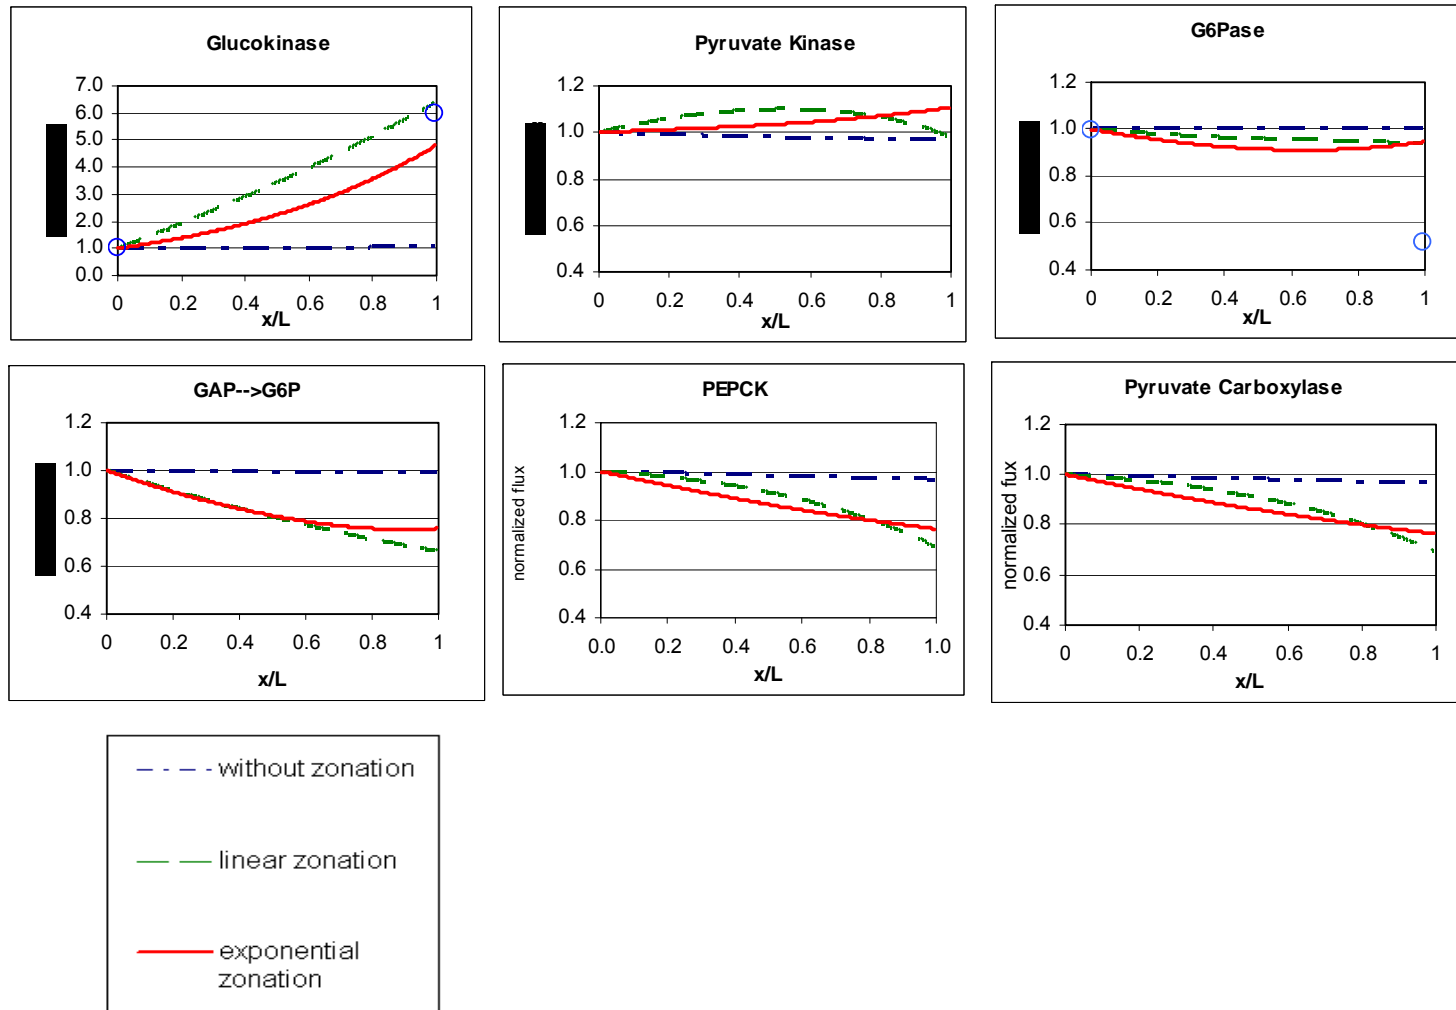 Glucokinase
7.0
6.0
5.0
4.0
3.0
2.0
1.0
0.0
0 0.2 0.4 0.6 0.8 1
x/L
Pyruvate Kinase
1.2
1.0
0.8
0.6
0.4
0 0.2 0.4 0.6 0.8 1
x/L
G6Pase
1.2
1.0
0.8
0.6
0.4
0 0.2 0.4 0.6 0.8 1
x/L
GAP-->G6P
1.2
1.0
0.8
0.6
0.4
0 0.2 0.4 0.6 0.8 1
x/L
PEPCK
normalized flux
1.2
1.0
0.8
0.6
0.4
0.0 0.2 0.4 0.6 0.8 1.0
x/L
Pyruvate Carboxylase
normalized flux
1.2
1.0
0.8
0.6
0.4
0 0.2 0.4 0.6 0.8 1
x/L
without zonation
linear zonation
exponential
zonation